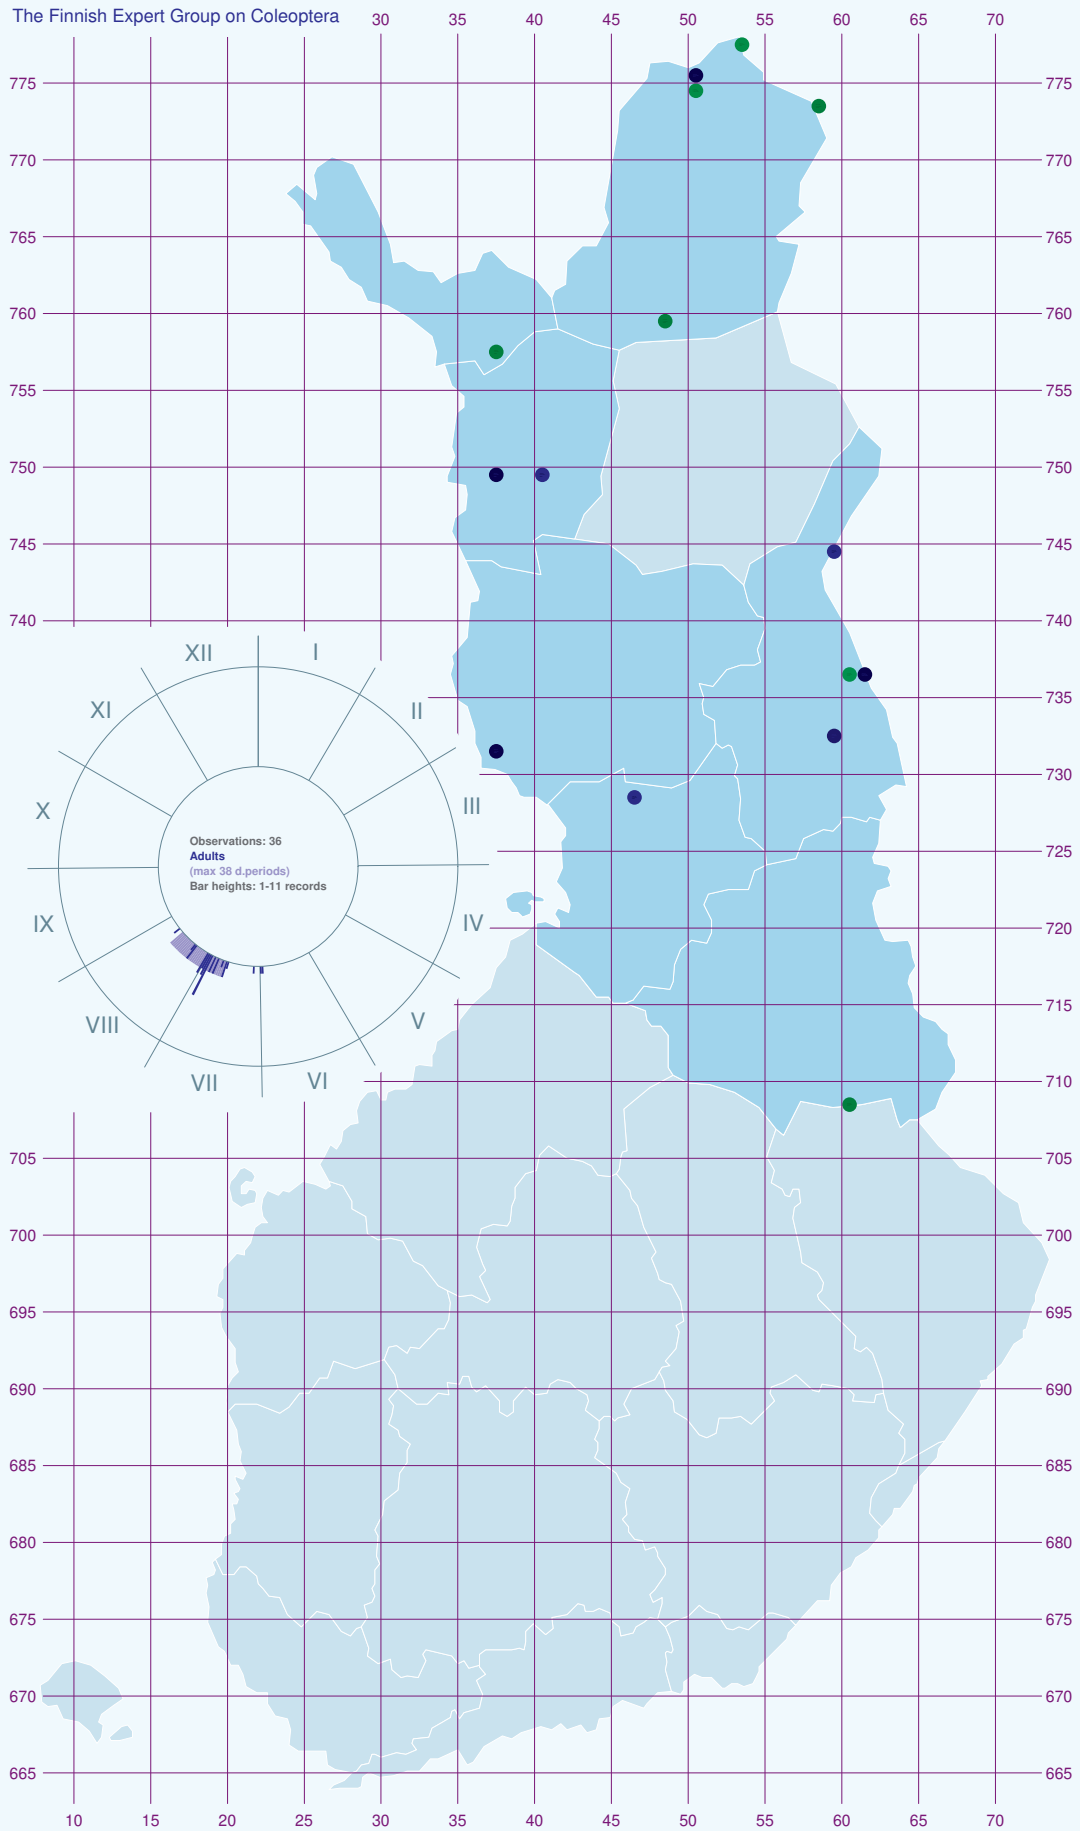 The Finnish Expert Group on Coleoptera 30 35 40 45 50 55 60 65 70
775 775
770 770
765 765
760 760
755 755
750 750
745 745
740 740
XII I
XI II
735
730
X III
Observations: 36
Adults
(max 38 d.periods)
Bar heights: 1-11 records
725
IX IV
720
715
VIII V
VII VI
710
705 705
700 700
695 695
690 690
685 685
680 680
675 675
670 670
665 665
10 15 20 25 30 35 40 45 50 55 60 65 70